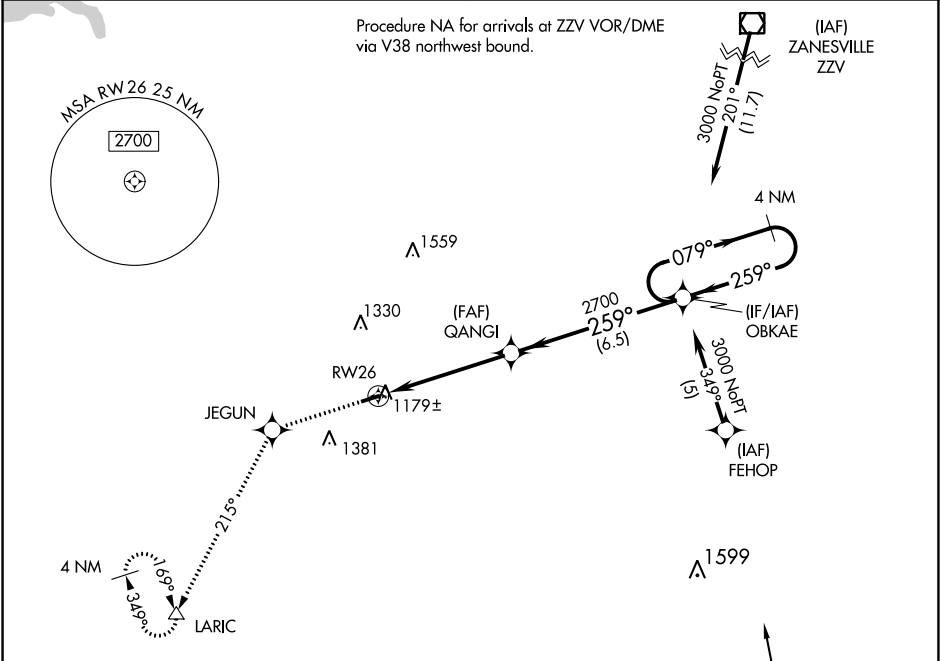 Procedure NA for arrivals at ZZV VOR/DME
via V38 northwest bound.
(IAF)
ZANESVILLE
ZZV
MSA RW26 25 NM
2700
3000 NoPT
201°
(11.7)
4 NM
079°
259°
1559
(FAF)
QANGI
2700
259°
(6.5)
(IF/IAF)
OBKAE
1330
RW26
1179±
3000 NoPT
349°
(5)
JEGUN
1381
(IAF)
FEHOP
215°
1599
4 NM
169°
349°
LARIC